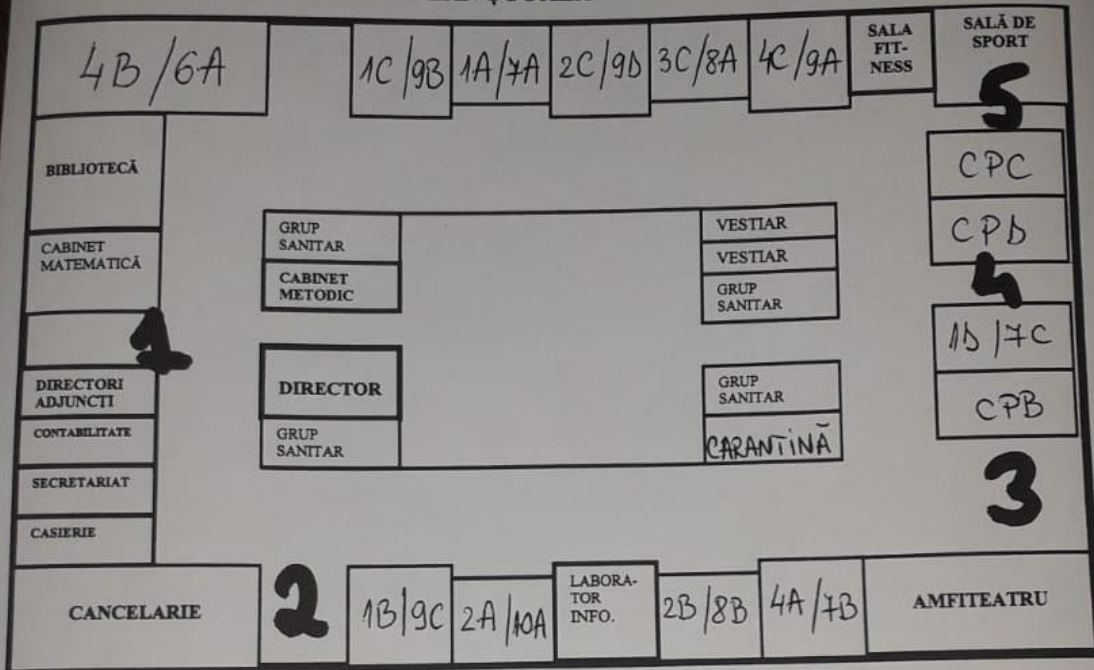 4B/6A
1C/9B
1A/7A
2C/9D
3C/8A
4C/9A
SALA
FIT-
NESS
SALĂ DE
SPORT
5
BIBLIOTECĂ
CABINET
MATEMATICĂ
1
DIRECTORI
ADJUNCȚI
CONTABILITATE
SECRETARIAT
CASIERIE
GRUP
SANITAR
CABINET
METODIC
DIRECTOR
GRUP
SANITAR
VESTIAR
VESTIAR
GRUP
SANITAR
GRUP
SANITAR
CARANTINĂ
CPC
CPD
4
1D/7C
CPB
3
CANCELARIE
2
1B/9C
2A/10A
LABORA-
TOR
INFO.
2B/8B
4A/7B
AMFITEATRU